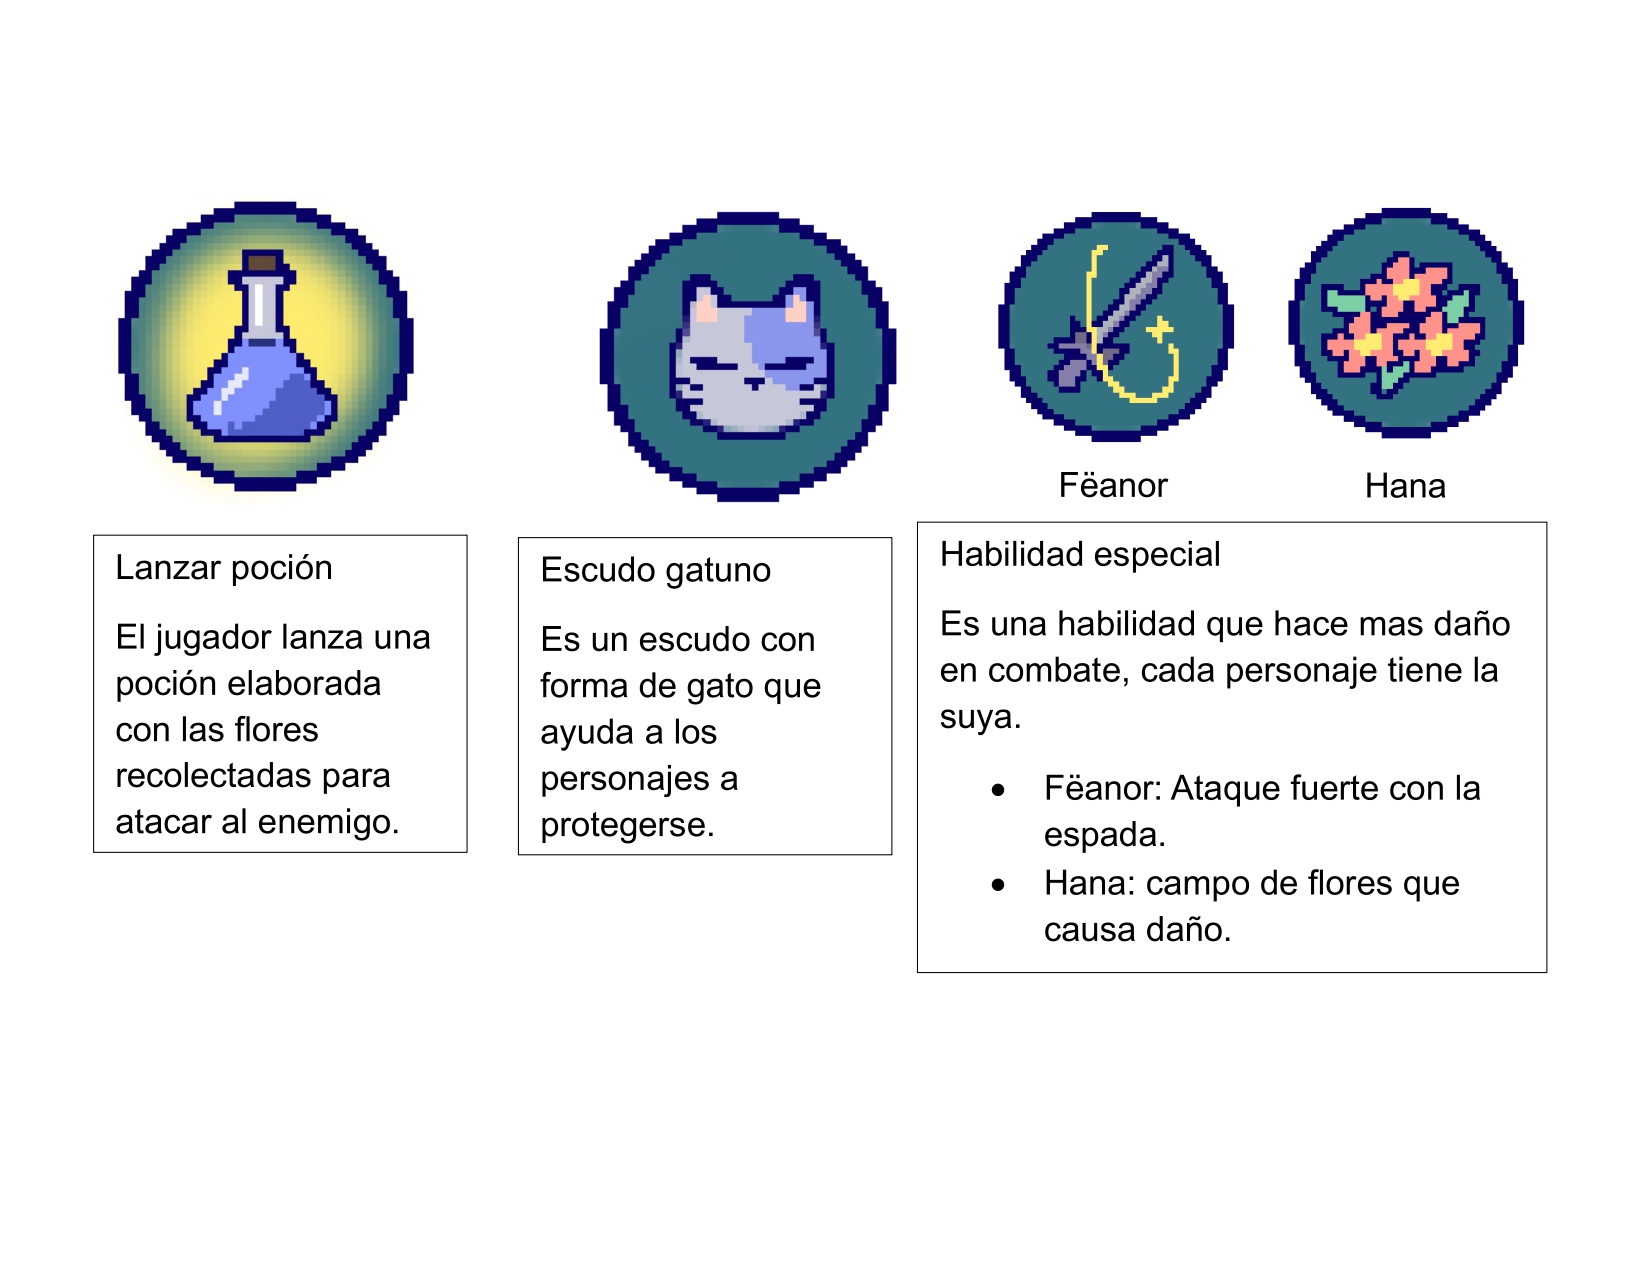 Fëanor
Hana
Lanzar poción
El jugador lanza una
poción elaborada
con las flores
recolectadas para
atacar al enemigo.
Escudo gatuno
Es un escudo con
forma de gato que
ayuda a los
personajes a
protegerse.
Habilidad especial
Es una habilidad que hace mas daño
en combate, cada personaje tiene la
suya.
• Fëanor: Ataque fuerte con la
espada.
• Hana: campo de flores que
causa daño.